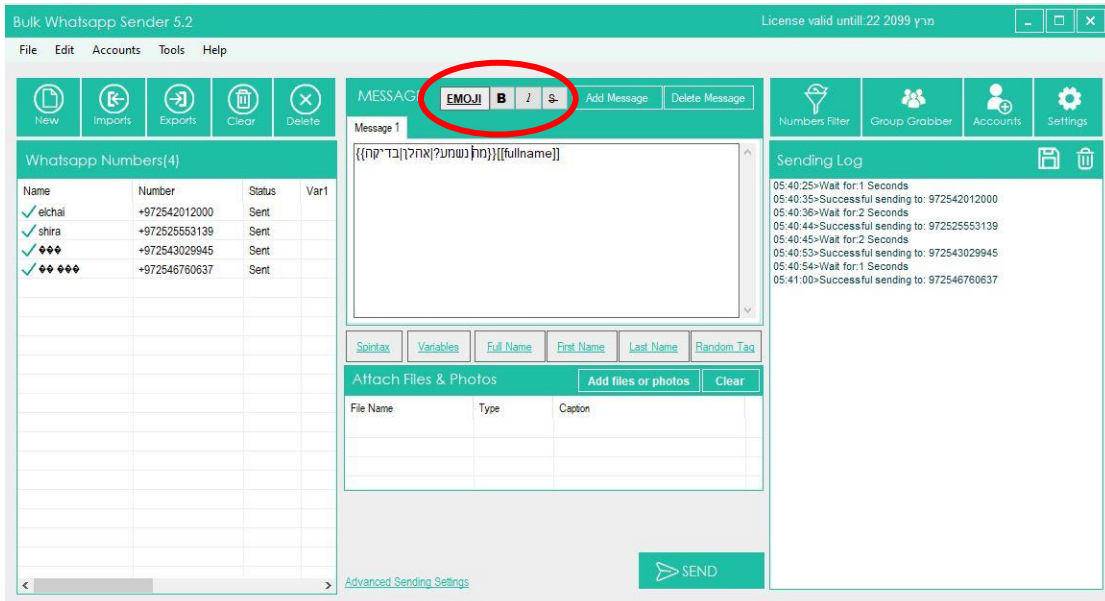 Bulk Whatsapp Sender 5.2
License valid untill:22 2099 מרץ
File Edit Accounts Tools Help
New Imports Exports Clear Delete
Whatsapp Numbers(4)
Name Number Status Var1
elchai +972542012000 Sent
shira +972525553139 Sent
+972543029945 Sent
+972546760637 Sent
EMOJI B I S Add Message Delete Message
Message 1
{{מה נשמע?|אהלן|בדיקה}}[[fullname]]
Spintax Variables Full Name First Name Last Name Random Tag
Attach Files & Photos Add files or photos Clear
File Name Type Caption
Advanced Sending Settings
SEND
Numbers Filter Group Grabber Accounts Settings
Sending Log
05:40:25>Wait for:1 Seconds
05:40:35>Successful sending to: 972542012000
05:40:36>Wait for:2 Seconds
05:40:44>Successful sending to: 972525553139
05:40:45>Wait for:2 Seconds
05:40:53>Successful sending to: 972543029945
05:40:54>Wait for:1 Seconds
05:41:00>Successful sending to: 972546760637